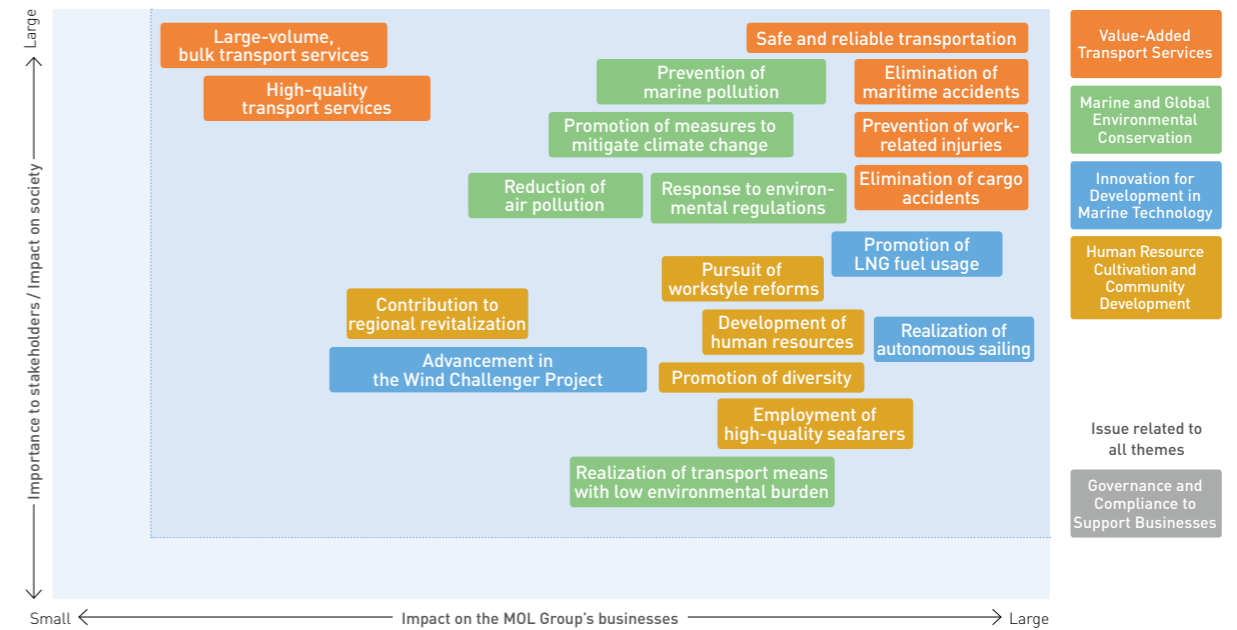 Large
Importance to stakeholders / Impact on society
Large-volume,
bulk transport services
High-quality
transport services
Safe and reliable transportation
Prevention of
marine pollution
Elimination of
maritime accidents
Promotion of measures to
mitigate climate change
Prevention of work-
related injuries
Reduction of
air pollution
Response to environ-
mental regulations
Elimination of cargo
accidents
Promotion of
LNG fuel usage
Pursuit of
workstyle reforms
Contribution to
regional revitalization
Development of
human resources
Realization of
autonomous sailing
Advancement in
the Wind Challenger Project
Promotion of diversity
Employment of
high-quality seafarers
Realization of transport means
with low environmental burden
Small
Impact on the MOL Group's businesses
Large
Value-Added
Transport Services
Marine and Global
Environmental
Conservation
Innovation for
Development in
Marine Technology
Human Resource
Cultivation and
Community
Development
Issue related to
all themes
Governance and
Compliance to
Support Businesses